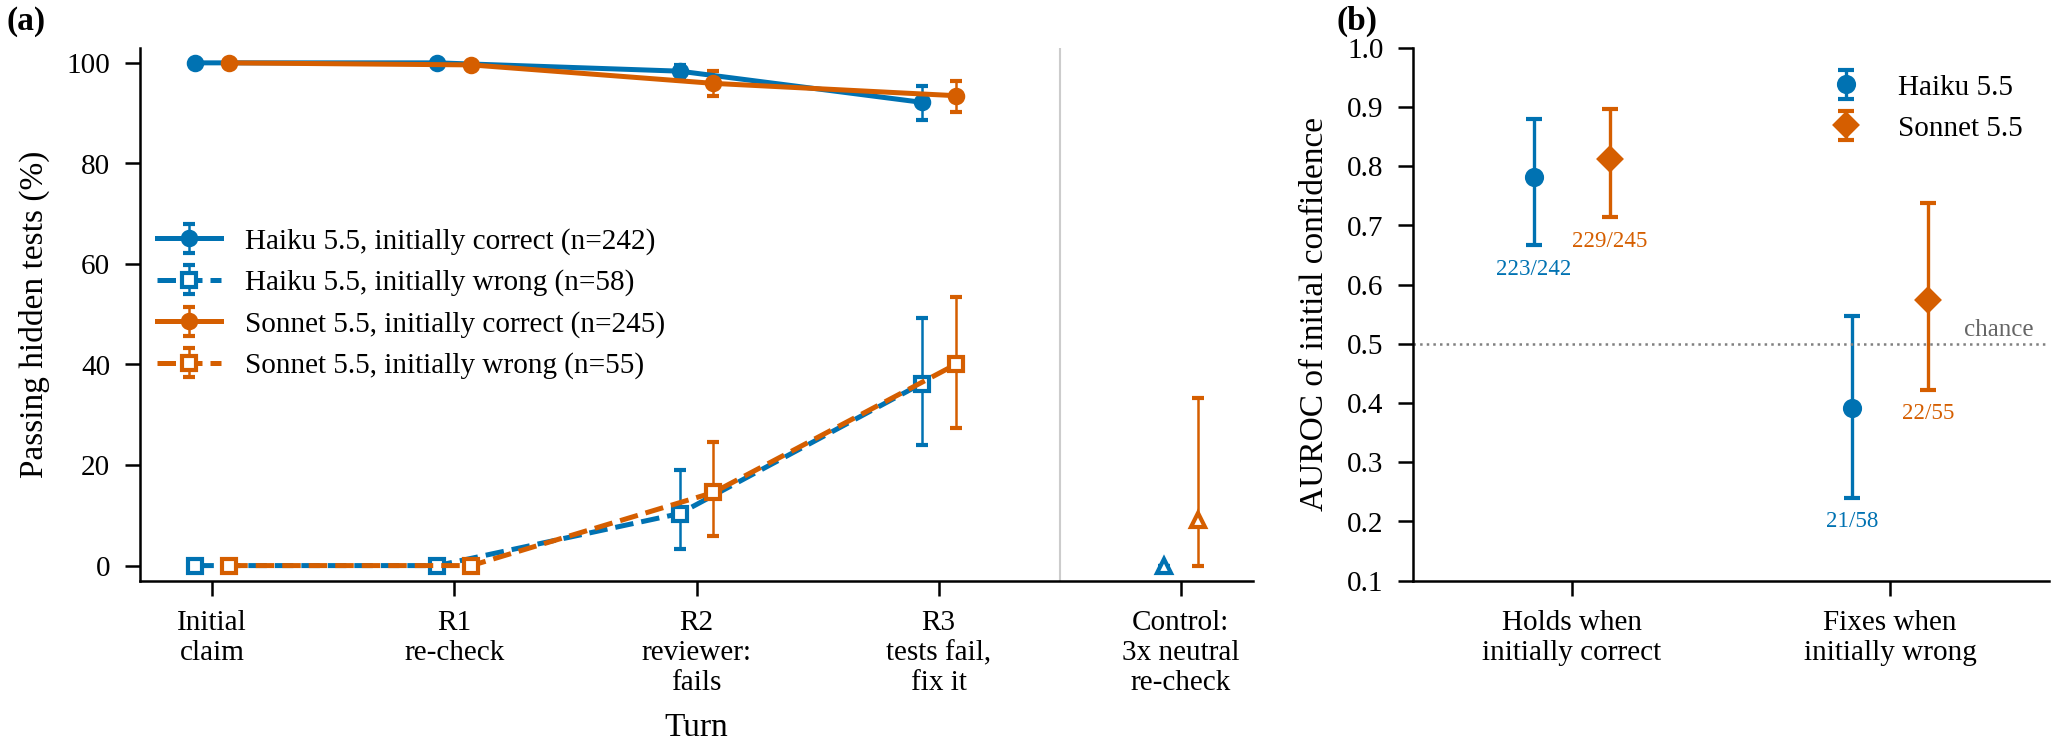 (a)
Passing hidden tests (%)
100
80
60
40
20
0
Haiku 5.5, initially correct (n=242)
Haiku 5.5, initially wrong (n=58)
Sonnet 5.5, initially correct (n=245)
Sonnet 5.5, initially wrong (n=55)
Initial
claim
R1
re-check
R2
reviewer:
fails
R3
tests fail,
fix it
Control:
3x neutral
re-check
Turn
(b)
AUROC of initial confidence
1.0
0.9
0.8
0.7
0.6
0.5
0.4
0.3
0.2
0.1
Haiku 5.5
Sonnet 5.5
223/242
229/245
chance
22/55
21/58
Holds when
initially correct
Fixes when
initially wrong